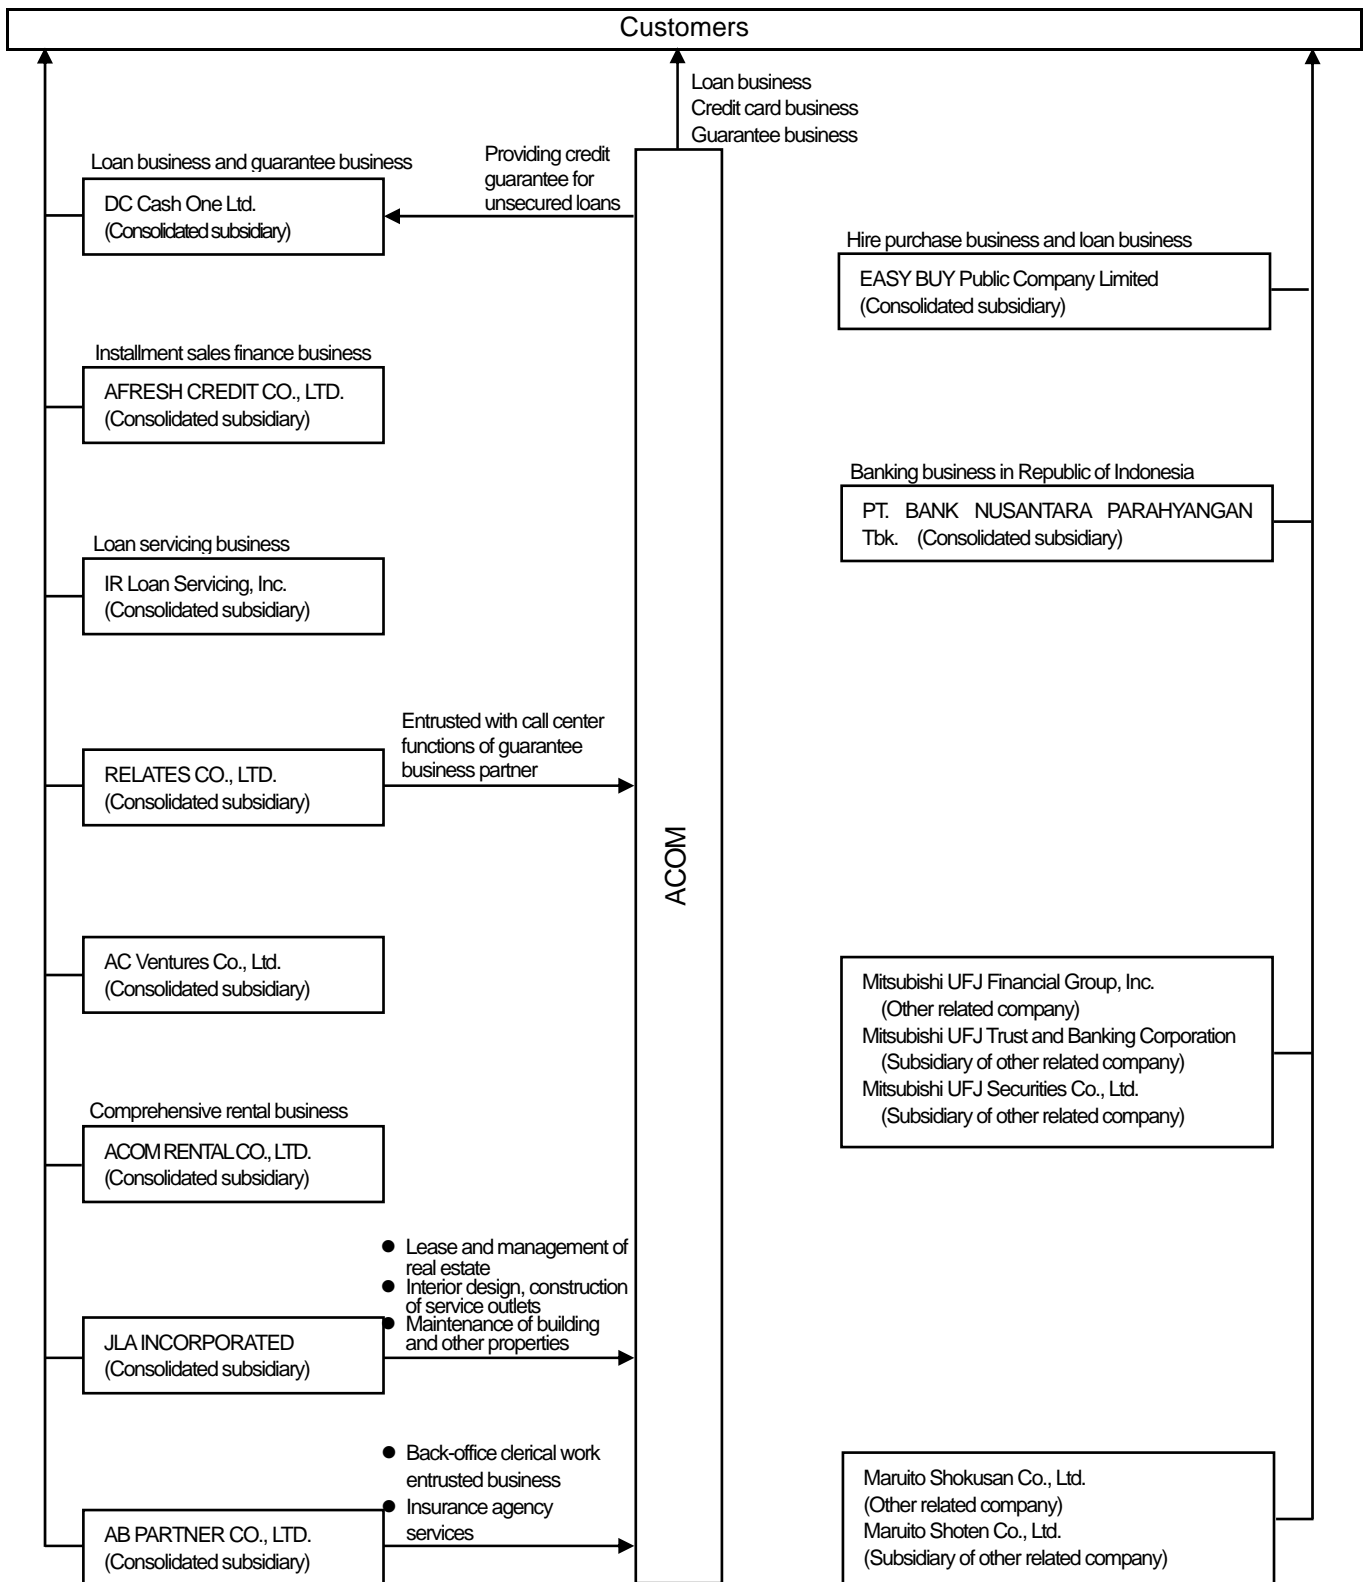 Customers
Loan business
Credit card business
Guarantee business
Loan business and guarantee business
DC Cash One Ltd.
(Consolidated subsidiary)
Providing credit
guarantee for
unsecured loans
Installment sales finance business
AFRESH CREDIT CO., LTD.
(Consolidated subsidiary)
Loan servicing business
IR Loan Servicing, Inc.
(Consolidated subsidiary)
RELATES CO., LTD.
(Consolidated subsidiary)
Entrusted with call center
functions of guarantee
business partner
AC Ventures Co., Ltd.
(Consolidated subsidiary)
Comprehensive rental business
ACOM RENTAL CO., LTD.
(Consolidated subsidiary)
● Lease and management of
real estate
● Interior design, construction
of service outlets
● Maintenance of building
and other properties
JLA INCORPORATED
(Consolidated subsidiary)
● Back-office clerical work
entrusted business
● Insurance agency
services
AB PARTNER CO., LTD.
(Consolidated subsidiary)
ACOM
Hire purchase business and loan business
EASY BUY Public Company Limited
(Consolidated subsidiary)
Banking business in Republic of Indonesia
PT. BANK NUSANTARA PARAHYANGAN
Tbk. (Consolidated subsidiary)
Mitsubishi UFJ Financial Group, Inc.
(Other related company)
Mitsubishi UFJ Trust and Banking Corporation
(Subsidiary of other related company)
Mitsubishi UFJ Securities Co., Ltd.
(Subsidiary of other related company)
Maruito Shokusan Co., Ltd.
(Other related company)
Maruito Shoten Co., Ltd.
(Subsidiary of other related company)